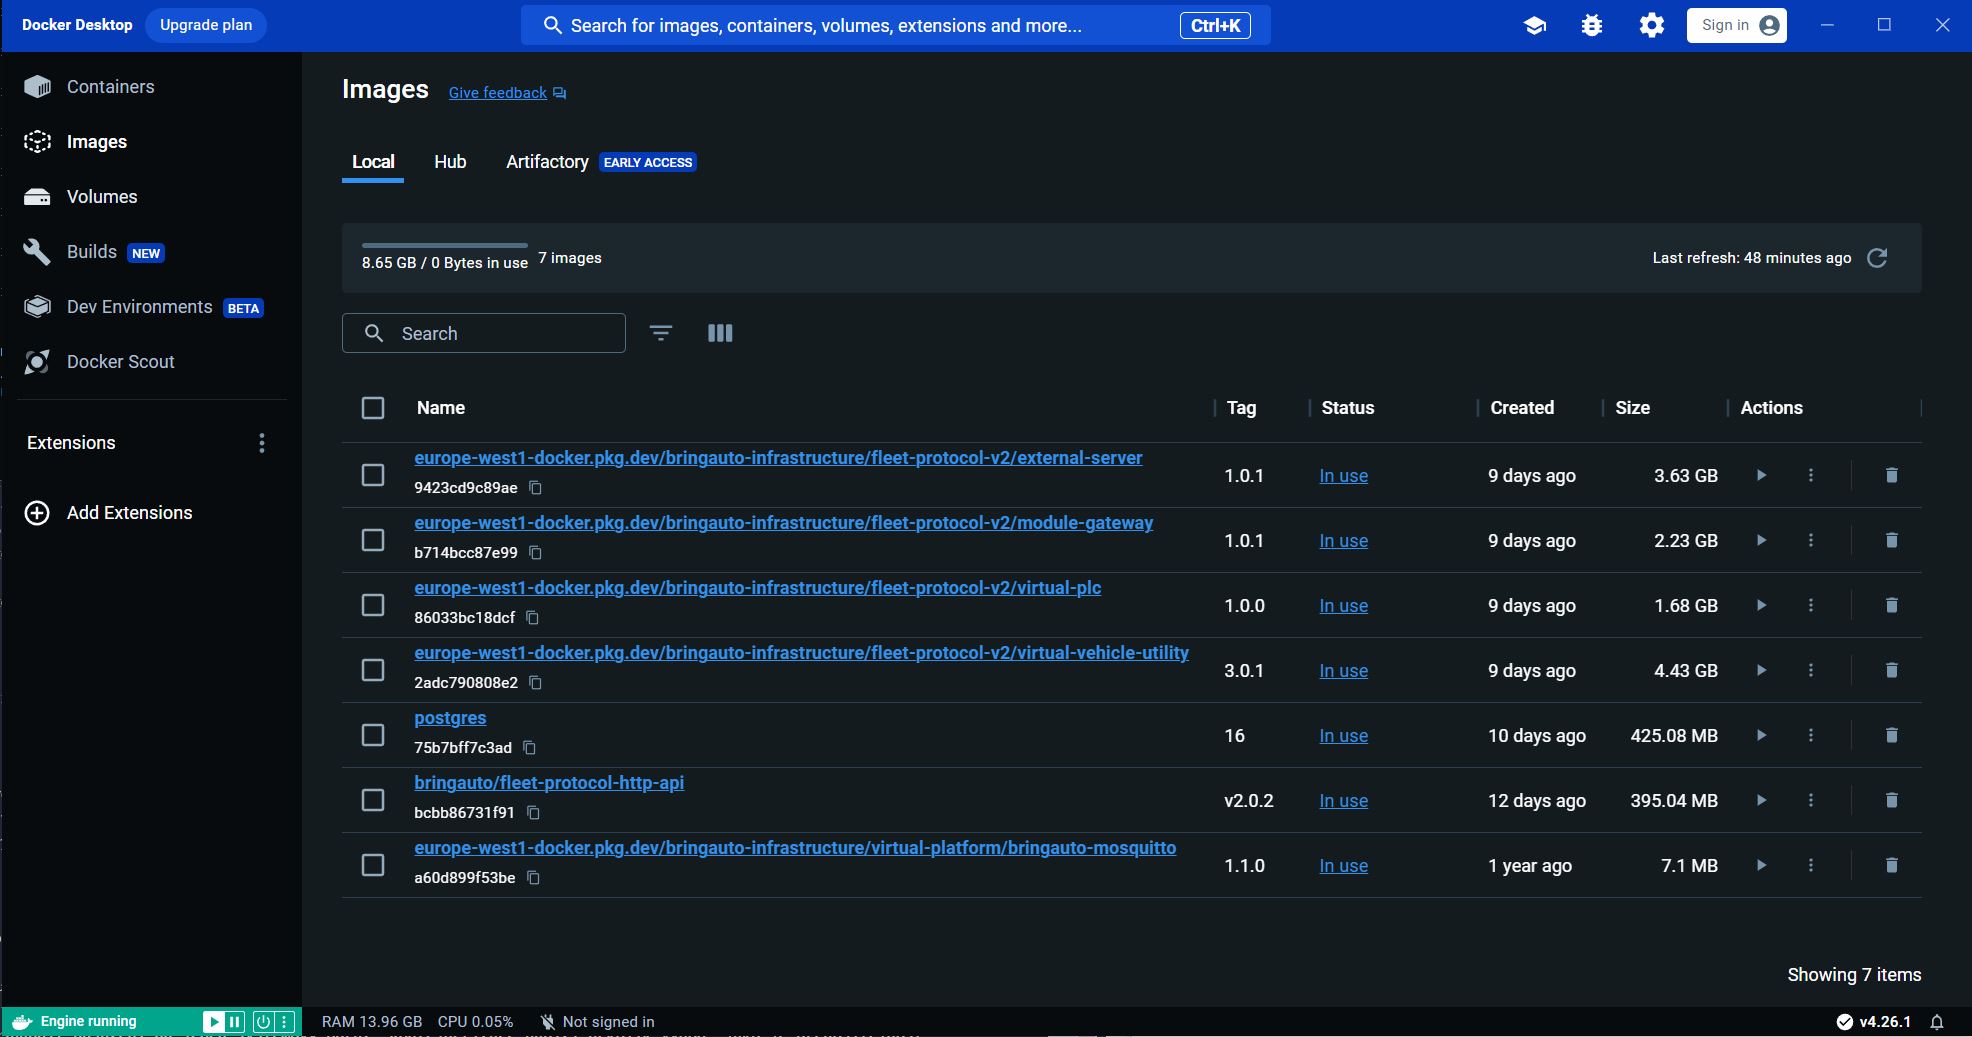 Docker Desktop Upgrade plan Search for images, containers, volumes, extensions and more... Ctrl+K Sign in
Containers
Images
Volumes
Builds NEW
Dev Environments BETA
Docker Scout
Extensions
Add Extensions
Images Give feedback
Local Hub Artifactory EARLY ACCESS
8.65 GB / 0 Bytes in use 7 images Last refresh: 48 minutes ago
Search
Name Tag Status Created Size Actions
europe-west1-docker.pkg.dev/bringauto-infrastructure/fleet-protocol-v2/external-server
9423cd9c89ae
1.0.1 In use 9 days ago 3.63 GB
europe-west1-docker.pkg.dev/bringauto-infrastructure/fleet-protocol-v2/module-gateway
b714bcc87e99
1.0.1 In use 9 days ago 2.23 GB
europe-west1-docker.pkg.dev/bringauto-infrastructure/fleet-protocol-v2/virtual-plc
86033bc18dcf
1.0.0 In use 9 days ago 1.68 GB
europe-west1-docker.pkg.dev/bringauto-infrastructure/fleet-protocol-v2/virtual-vehicle-utility
2adc790808e2
3.0.1 In use 9 days ago 4.43 GB
postgres
75b7bff7c3ad
16 In use 10 days ago 425.08 MB
bringauto/fleet-protocol-http-api
bcbb86731f91
v2.0.2 In use 12 days ago 395.04 MB
europe-west1-docker.pkg.dev/bringauto-infrastructure/virtual-platform/bringauto-mosquitto
a60d899f53be
1.1.0 In use 1 year ago 7.1 MB
Showing 7 items
Engine running RAM 13.96 GB CPU 0.05% Not signed in v4.26.1